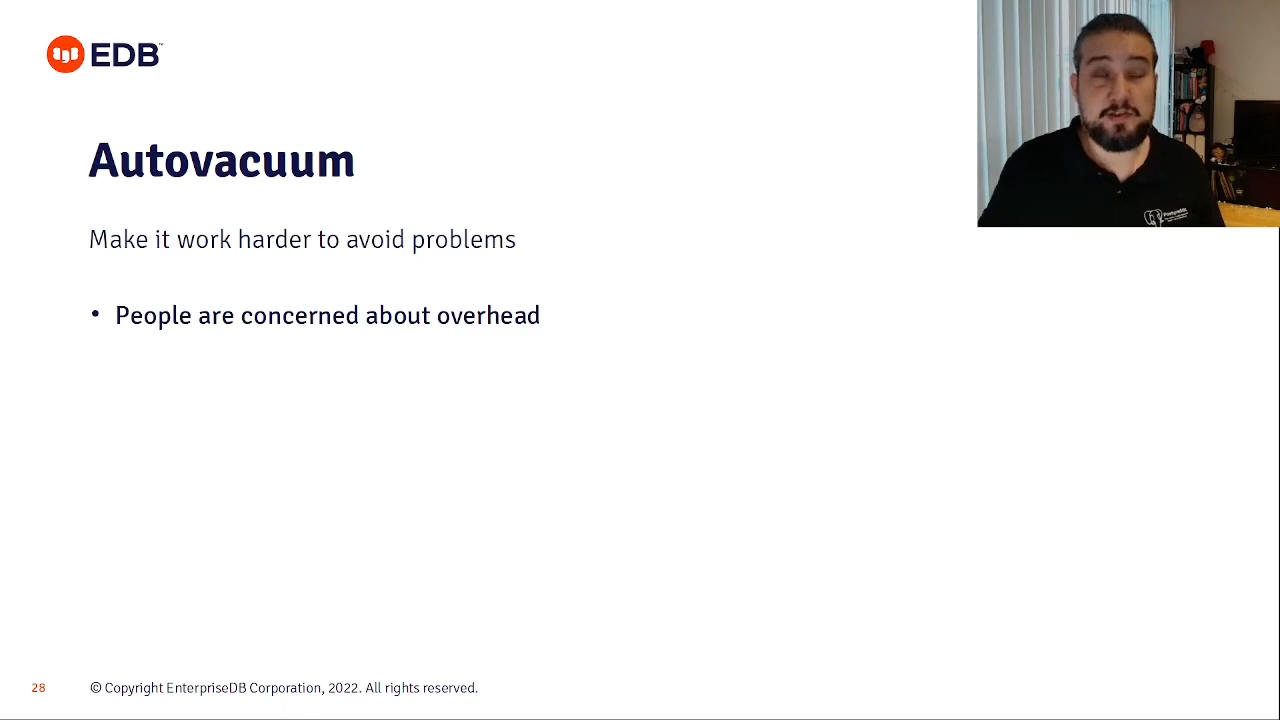 EDB
Autovacuum
Make it work harder to avoid problems
• People are concerned about overhead
28
© Copyright EnterpriseDB Corporation, 2022. All rights reserved.
PostgreSQL